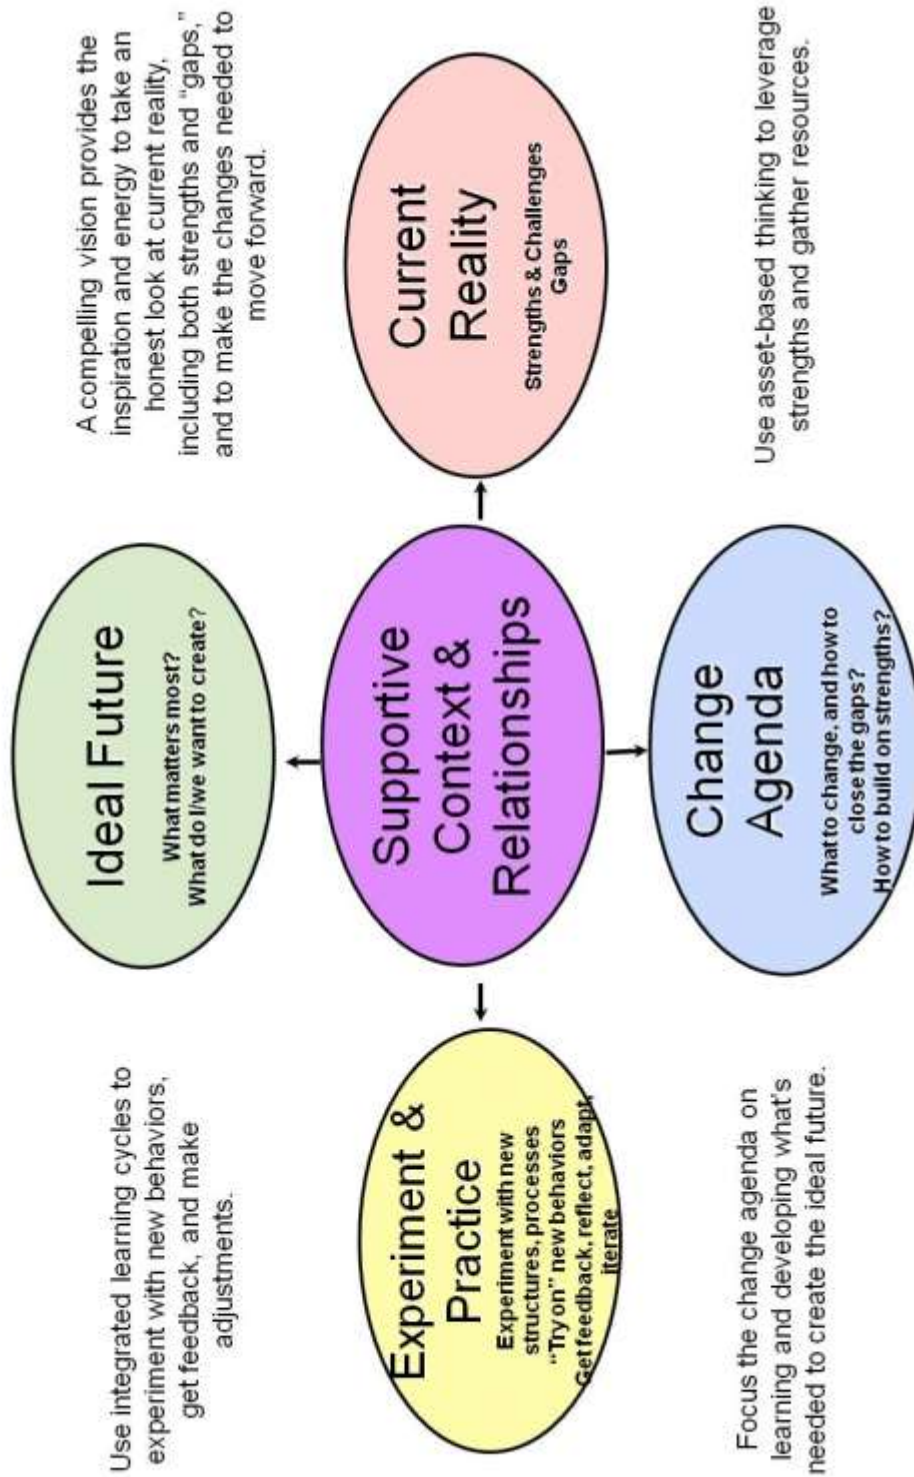 Use integrated learning cycles to
experiment with new behaviors,
get feedback, and make
adjustments.
Ideal Future
What matters most?
What do I/we want to create?
A compelling vision provides the
inspiration and energy to take an
honest look at current reality,
including both strengths and “gaps,”
and to make the changes needed to
move forward.
Experiment &
Practice
Experiment with new
structures, processes
“Try on” new behaviors
Get feedback, reflect, adapt,
iterate
Supportive
Context &
Relationships
Current
Reality
Strengths & Challenges
Gaps
Focus the change agenda on
learning and developing what's
needed to create the ideal future.
Change
Agenda
What to change, and how to
close the gaps?
How to build on strengths?
Use asset-based thinking to leverage
strengths and gather resources.